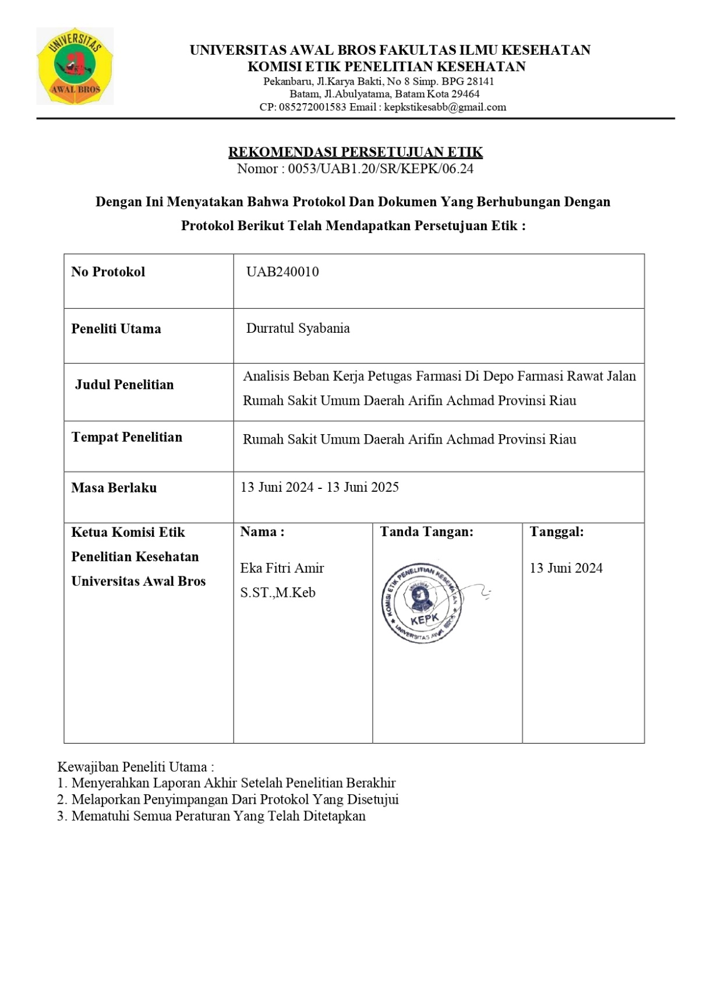 UNIVERSITAS
AWAL BROS
UNIVERSITAS AWAL BROS FAKULTAS ILMU KESEHATAN
KOMISI ETIK PENELITIAN KESEHATAN
Pekanbaru, Jl.Karya Bakti, No 8 Simp. BPG 28141
Batam, Jl.Abulyatama, Batam Kota 29464
CP: 085272001583 Email : kepkstikesabb@gmail.com
REKOMENDASI PERSETUJUAN ETIK
Nomor : 0053/UAB1.20/SR/KEPK/06.24
Dengan Ini Menyatakan Bahwa Protokol Dan Dokumen Yang Berhubungan Dengan
Protokol Berikut Telah Mendapatkan Persetujuan Etik :
No Protokol
UAB240010
Peneliti Utama
Durratul Syabania
Judul Penelitian
Analisis Beban Kerja Petugas Farmasi Di Depo Farmasi Rawat Jalan
Rumah Sakit Umum Daerah Arifin Achmad Provinsi Riau
Tempat Penelitian
Rumah Sakit Umum Daerah Arifin Achmad Provinsi Riau
Masa Berlaku
13 Juni 2024 - 13 Juni 2025
Ketua Komisi Etik
Penelitian Kesehatan
Universitas Awal Bros
Nama :
Eka Fitri Amir
S.ST.,M.Keb
Tanda Tangan:
KOMISI ETIK PENELITIAN KESEHATAN
KEPK
UNIVERSITAS AWAL BROS
Tanggal:
13 Juni 2024
Kewajiban Peneliti Utama :
1. Menyerahkan Laporan Akhir Setelah Penelitian Berakhir
2. Melaporkan Penyimpangan Dari Protokol Yang Disetujui
3. Mematuhi Semua Peraturan Yang Telah Ditetapkan